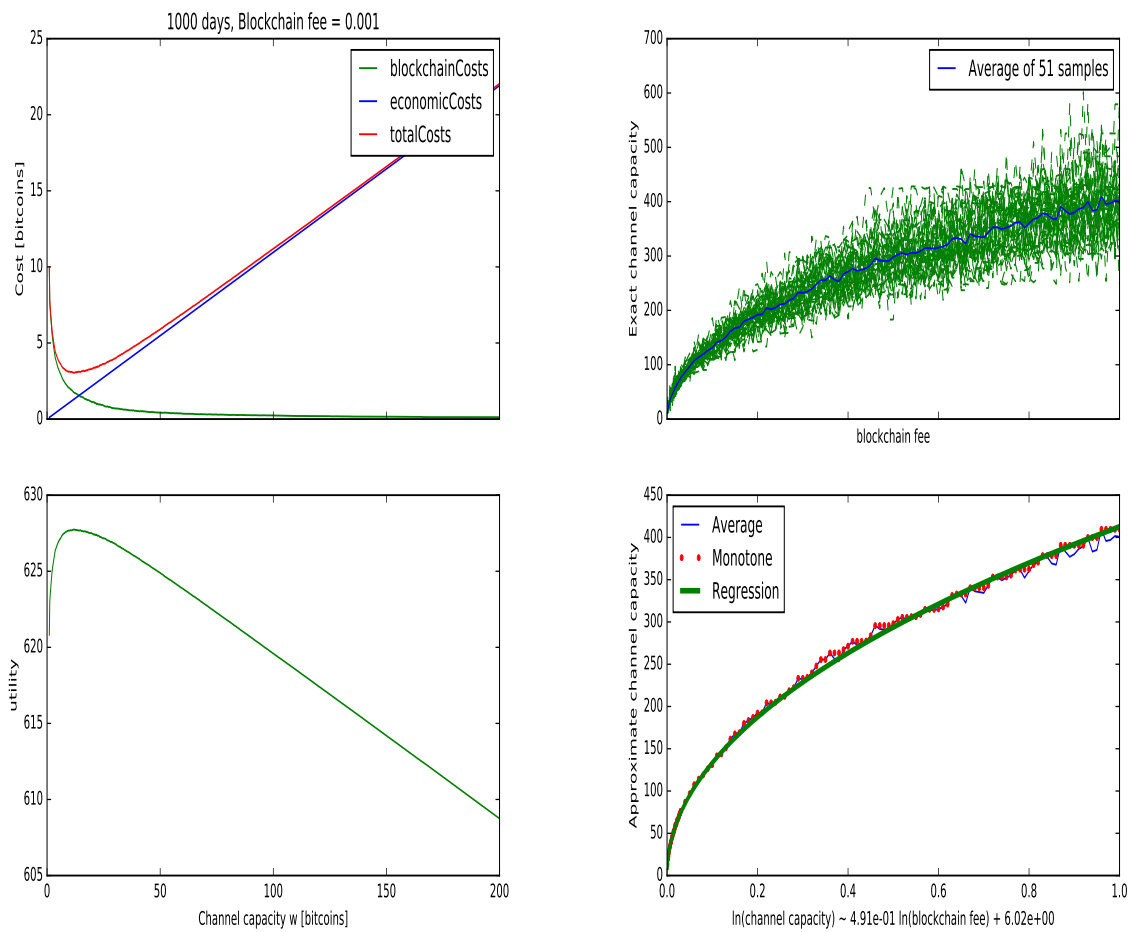 1000 days, Blockchain fee = 0.001
25
20
15
10
5
0
Cost [bitcoins]
blockchainCosts
economicCosts
totalCosts
700
600
500
400
300
200
100
0
Exact channel capacity
Average of 51 samples
blockchain fee
630
625
620
615
610
605
utility
0 50 100 150 200
Channel capacity w [bitcoins]
450
400
350
300
250
200
150
100
50
0
Approximate channel capacity
Average
Monotone
Regression
0.0 0.2 0.4 0.6 0.8 1.0
ln(channel capacity) ~ 4.91e-01 ln(blockchain fee) + 6.02e+00